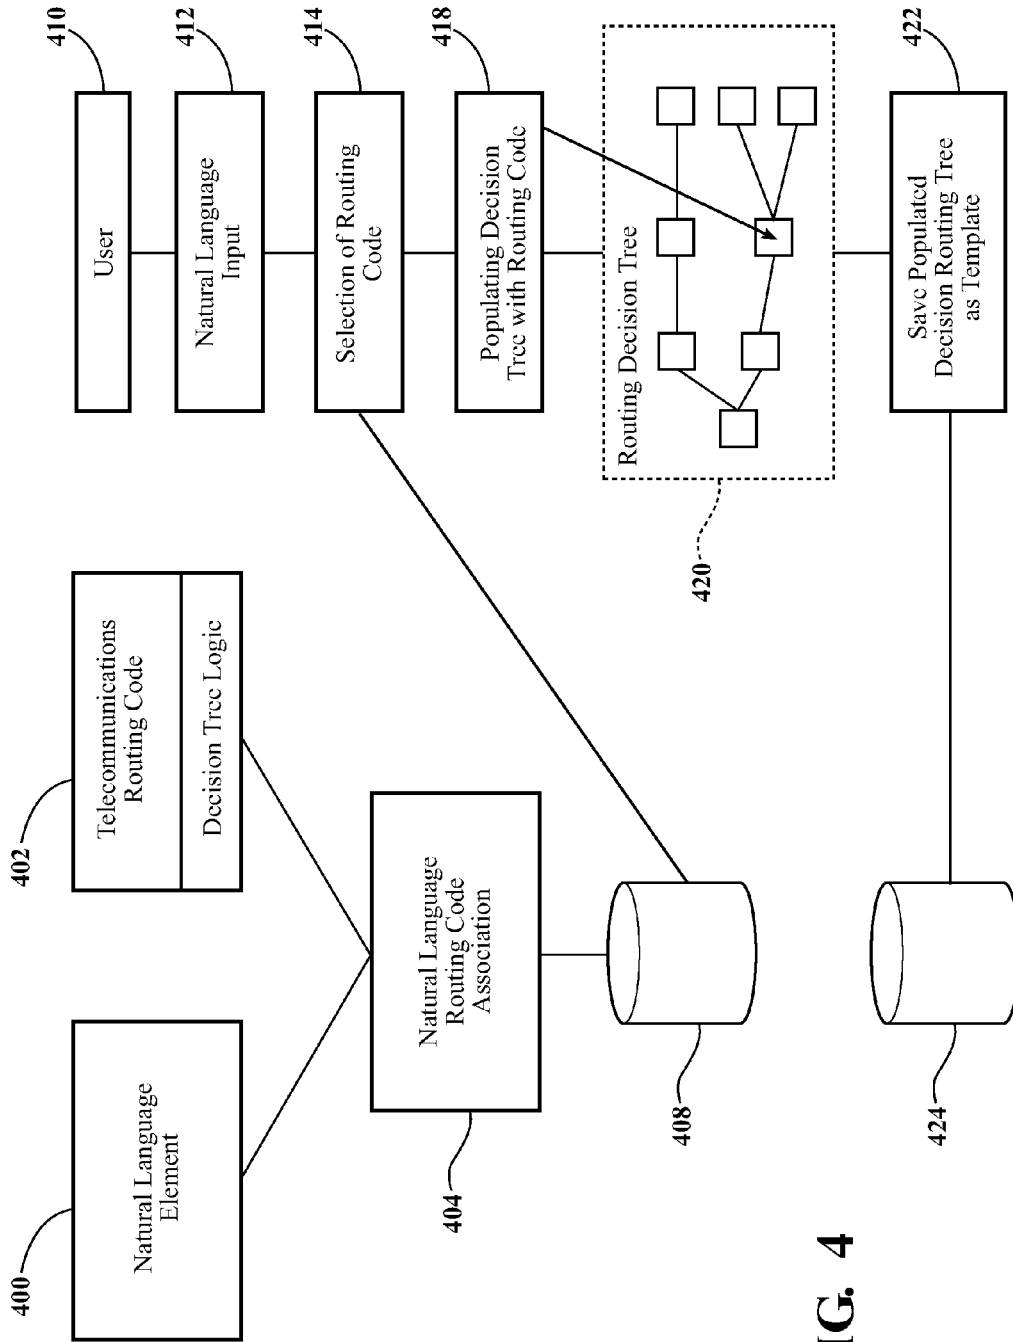 400
Natural Language
Element
402
Telecommunications
Routing Code
Decision Tree Logic
404
Natural Language
Routing Code
Association
408
410
User
412
Natural Language
Input
414
Selection of Routing
Code
418
Populating Decision
Tree with Routing Code
Routing Decision Tree
420
422
Save Populated
Decision Routing Tree
as Template
424
IG. 4